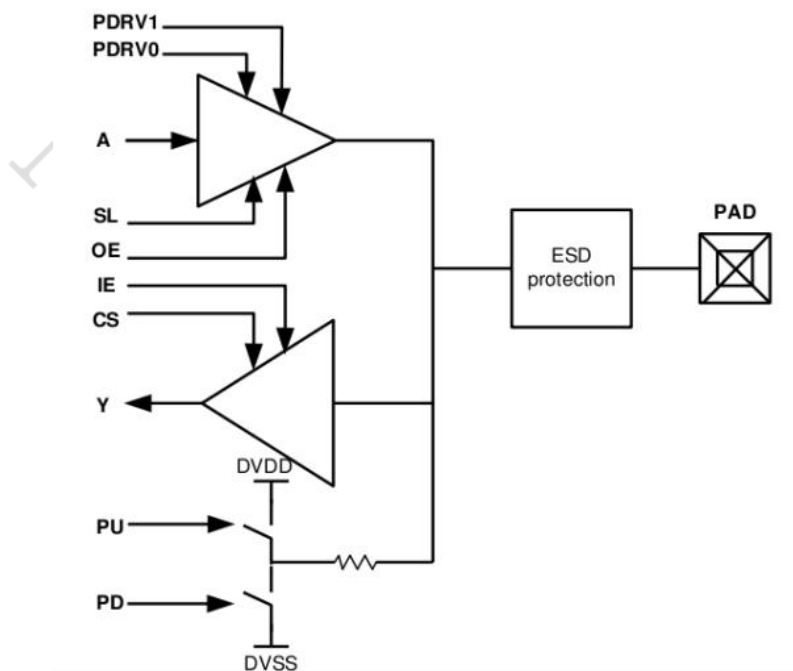 PDRV1
PDRV0
A
SL
OE
IE
CS
Y
PAD
ESD
protection
DVDD
PU
PD
DVSS